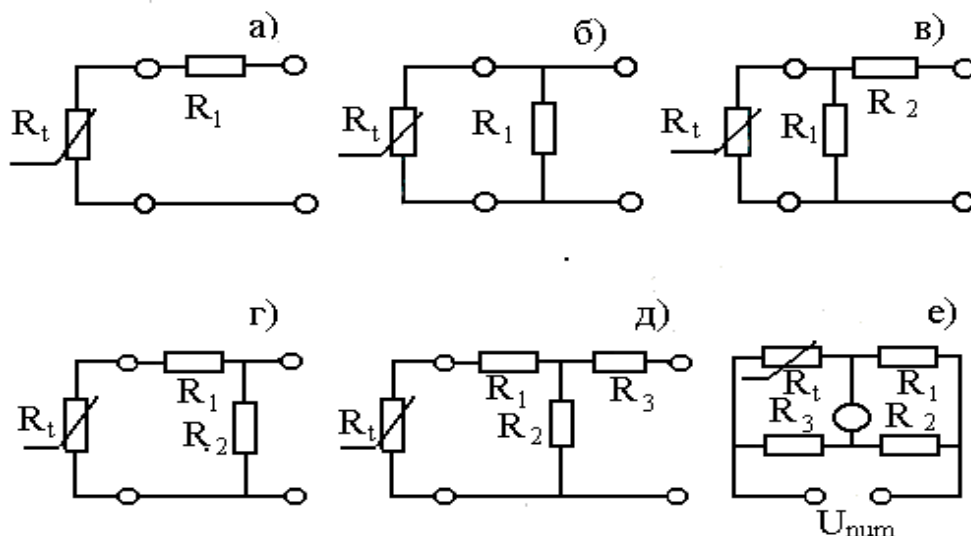 а)
б)
в)
R₁
Rₜ
Rₜ
R₁
R₂
Rₜ
R₁
г)
д)
е)
R₁
Rₜ
R₂
R₁
R₃
Rₜ
R₂
Rₜ
R₁
R₃
R₂
Uпит